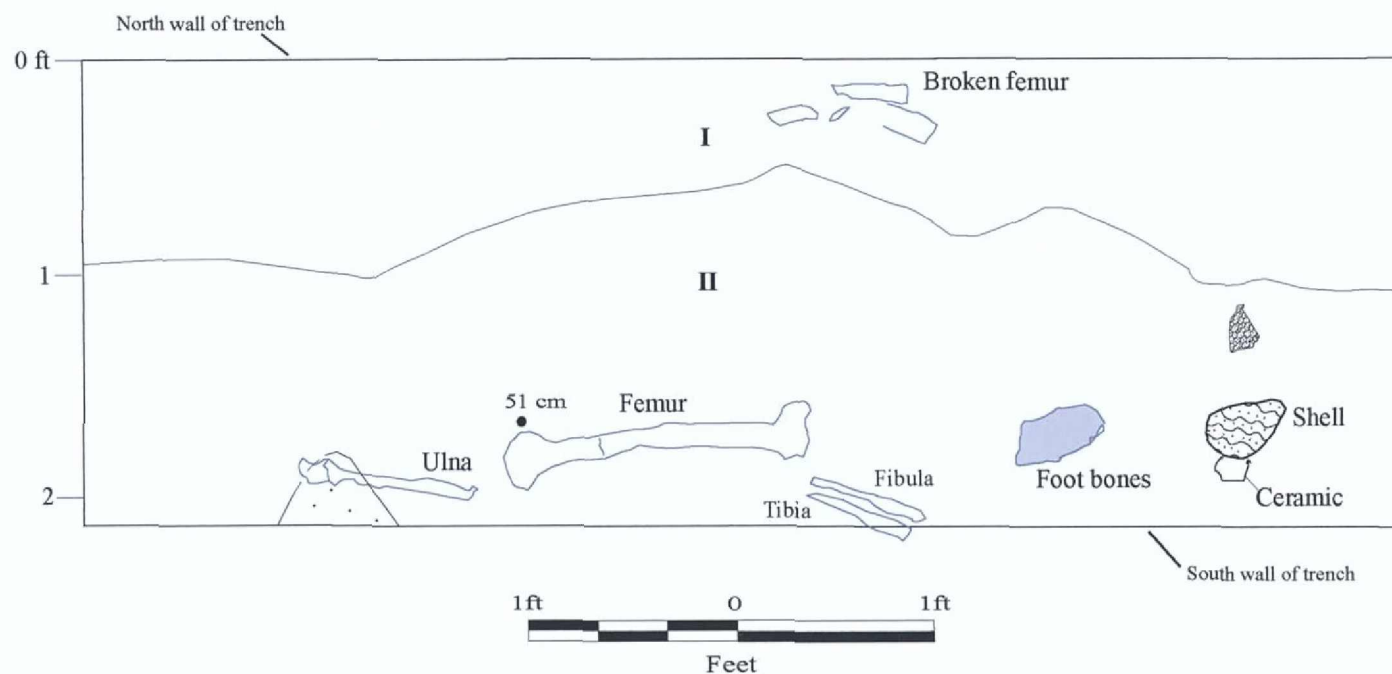 North wall of trench
0 ft
Broken femur
I
1
II
51 cm
Femur
Shell
Ulna
Fibula
Foot bones
2
Tibia
Ceramic
South wall of trench
1ft 0 1ft
Feet